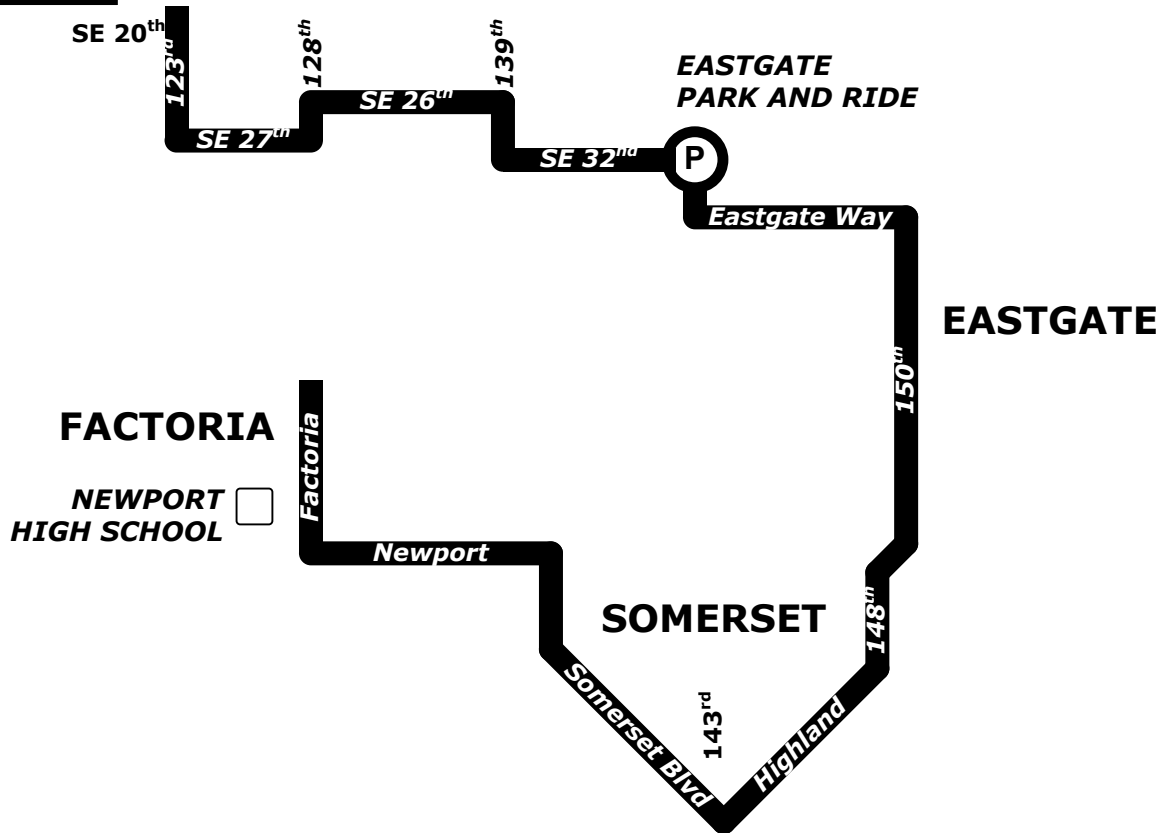 SE 20th
123rd
128th
139th
SE 26th
SE 27th
EASTGATE
PARK AND RIDE
SE 32nd
P
Eastgate Way
EASTGATE
150th
FACTORIA
Factoria
NEWPORT
HIGH SCHOOL
Newport
SOMERSET
148th
Somerset Blvd
143rd
Highland